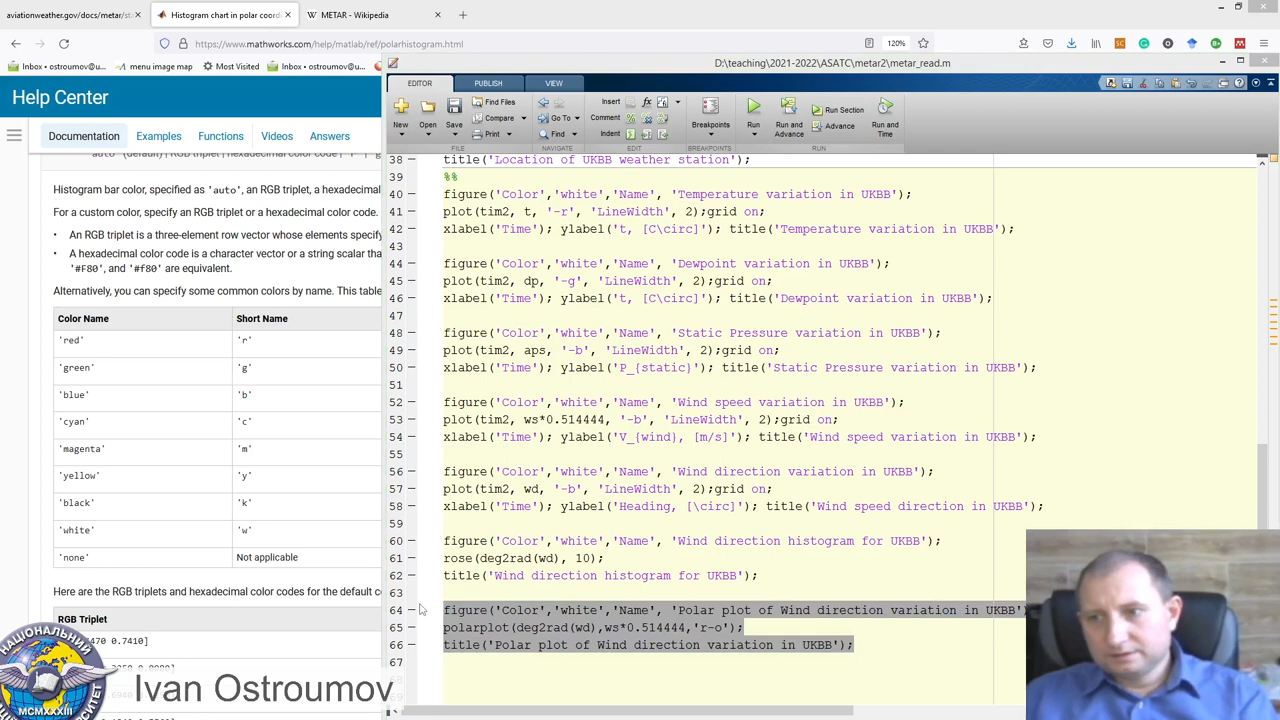 aviationweather.gov/docs/metar/st
Histogram chart in polar coord
METAR - Wikipedia
https://www.mathworks.com/help/matlab/ref/polarhistogram.html
120%
Inbox • ostroumov@u...
menu image map
Most Visited
Inbox • ostroumov@u...
D:\teaching\2021-2022\ASATC\metar2\metar_read.m
Help Center
EDITOR
PUBLISH
VIEW
New
Open
Save
Find Files
Compare
Print
Go To
Find
Insert
Comment
Indent
Breakpoints
Run
Run and
Advance
Run Section
Advance
Run and
Time
FILE
NAVIGATE
EDIT
BREAKPOINTS
RUN
Documentation
Examples
Functions
Videos
Answers
Histogram bar color, specified as 'auto', an RGB triplet, a hexadecimal
For a custom color, specify an RGB triplet or a hexadecimal color code.
• An RGB triplet is a three-element row vector whose elements specify
• A hexadecimal color code is a character vector or a string scalar tha
'#F80', and '#f80' are equivalent.
Alternatively, you can specify some common colors by name. This table
Color Name Short Name
'red' 'r'
'green' 'g'
'blue' 'b'
'cyan' 'c'
'magenta' 'm'
'yellow' 'y'
'black' 'k'
'white' 'w'
'none' Not applicable
Here are the RGB triplets and hexadecimal color codes for the default co
RGB Triplet
38 title('Location of UKBB weather station');
39 %%
40 figure('Color','white','Name', 'Temperature variation in UKBB');
41 plot(tim2, t, '-r', 'LineWidth', 2);grid on;
42 xlabel('Time'); ylabel('t, [C\circ]'); title('Temperature variation in UKBB');
43
44 figure('Color','white','Name', 'Dewpoint variation in UKBB');
45 plot(tim2, dp, '-g', 'LineWidth', 2);grid on;
46 xlabel('Time'); ylabel('t, [C\circ]'); title('Dewpoint variation in UKBB');
47
48 figure('Color','white','Name', 'Static Pressure variation in UKBB');
49 plot(tim2, aps, '-b', 'LineWidth', 2);grid on;
50 xlabel('Time'); ylabel('P_{static}'); title('Static Pressure variation in UKBB');
51
52 figure('Color','white','Name', 'Wind speed variation in UKBB');
53 plot(tim2, ws*0.514444, '-b', 'LineWidth', 2);grid on;
54 xlabel('Time'); ylabel('V_{wind}, [m/s]'); title('Wind speed variation in UKBB');
55
56 figure('Color','white','Name', 'Wind direction variation in UKBB');
57 plot(tim2, wd, '-b', 'LineWidth', 2);grid on;
58 xlabel('Time'); ylabel('Heading, [\circ]'); title('Wind speed direction in UKBB');
59
60 figure('Color','white','Name', 'Wind direction histogram for UKBB');
61 rose(deg2rad(wd), 10);
62 title('Wind direction histogram for UKBB');
63
64 figure('Color','white','Name', 'Polar plot of Wind direction variation in UKBB')
65 polarplot(deg2rad(wd),ws*0.514444,'r-o');
66 title('Polar plot of Wind direction variation in UKBB');
67
Ivan Ostroumov
MCMXXXIII